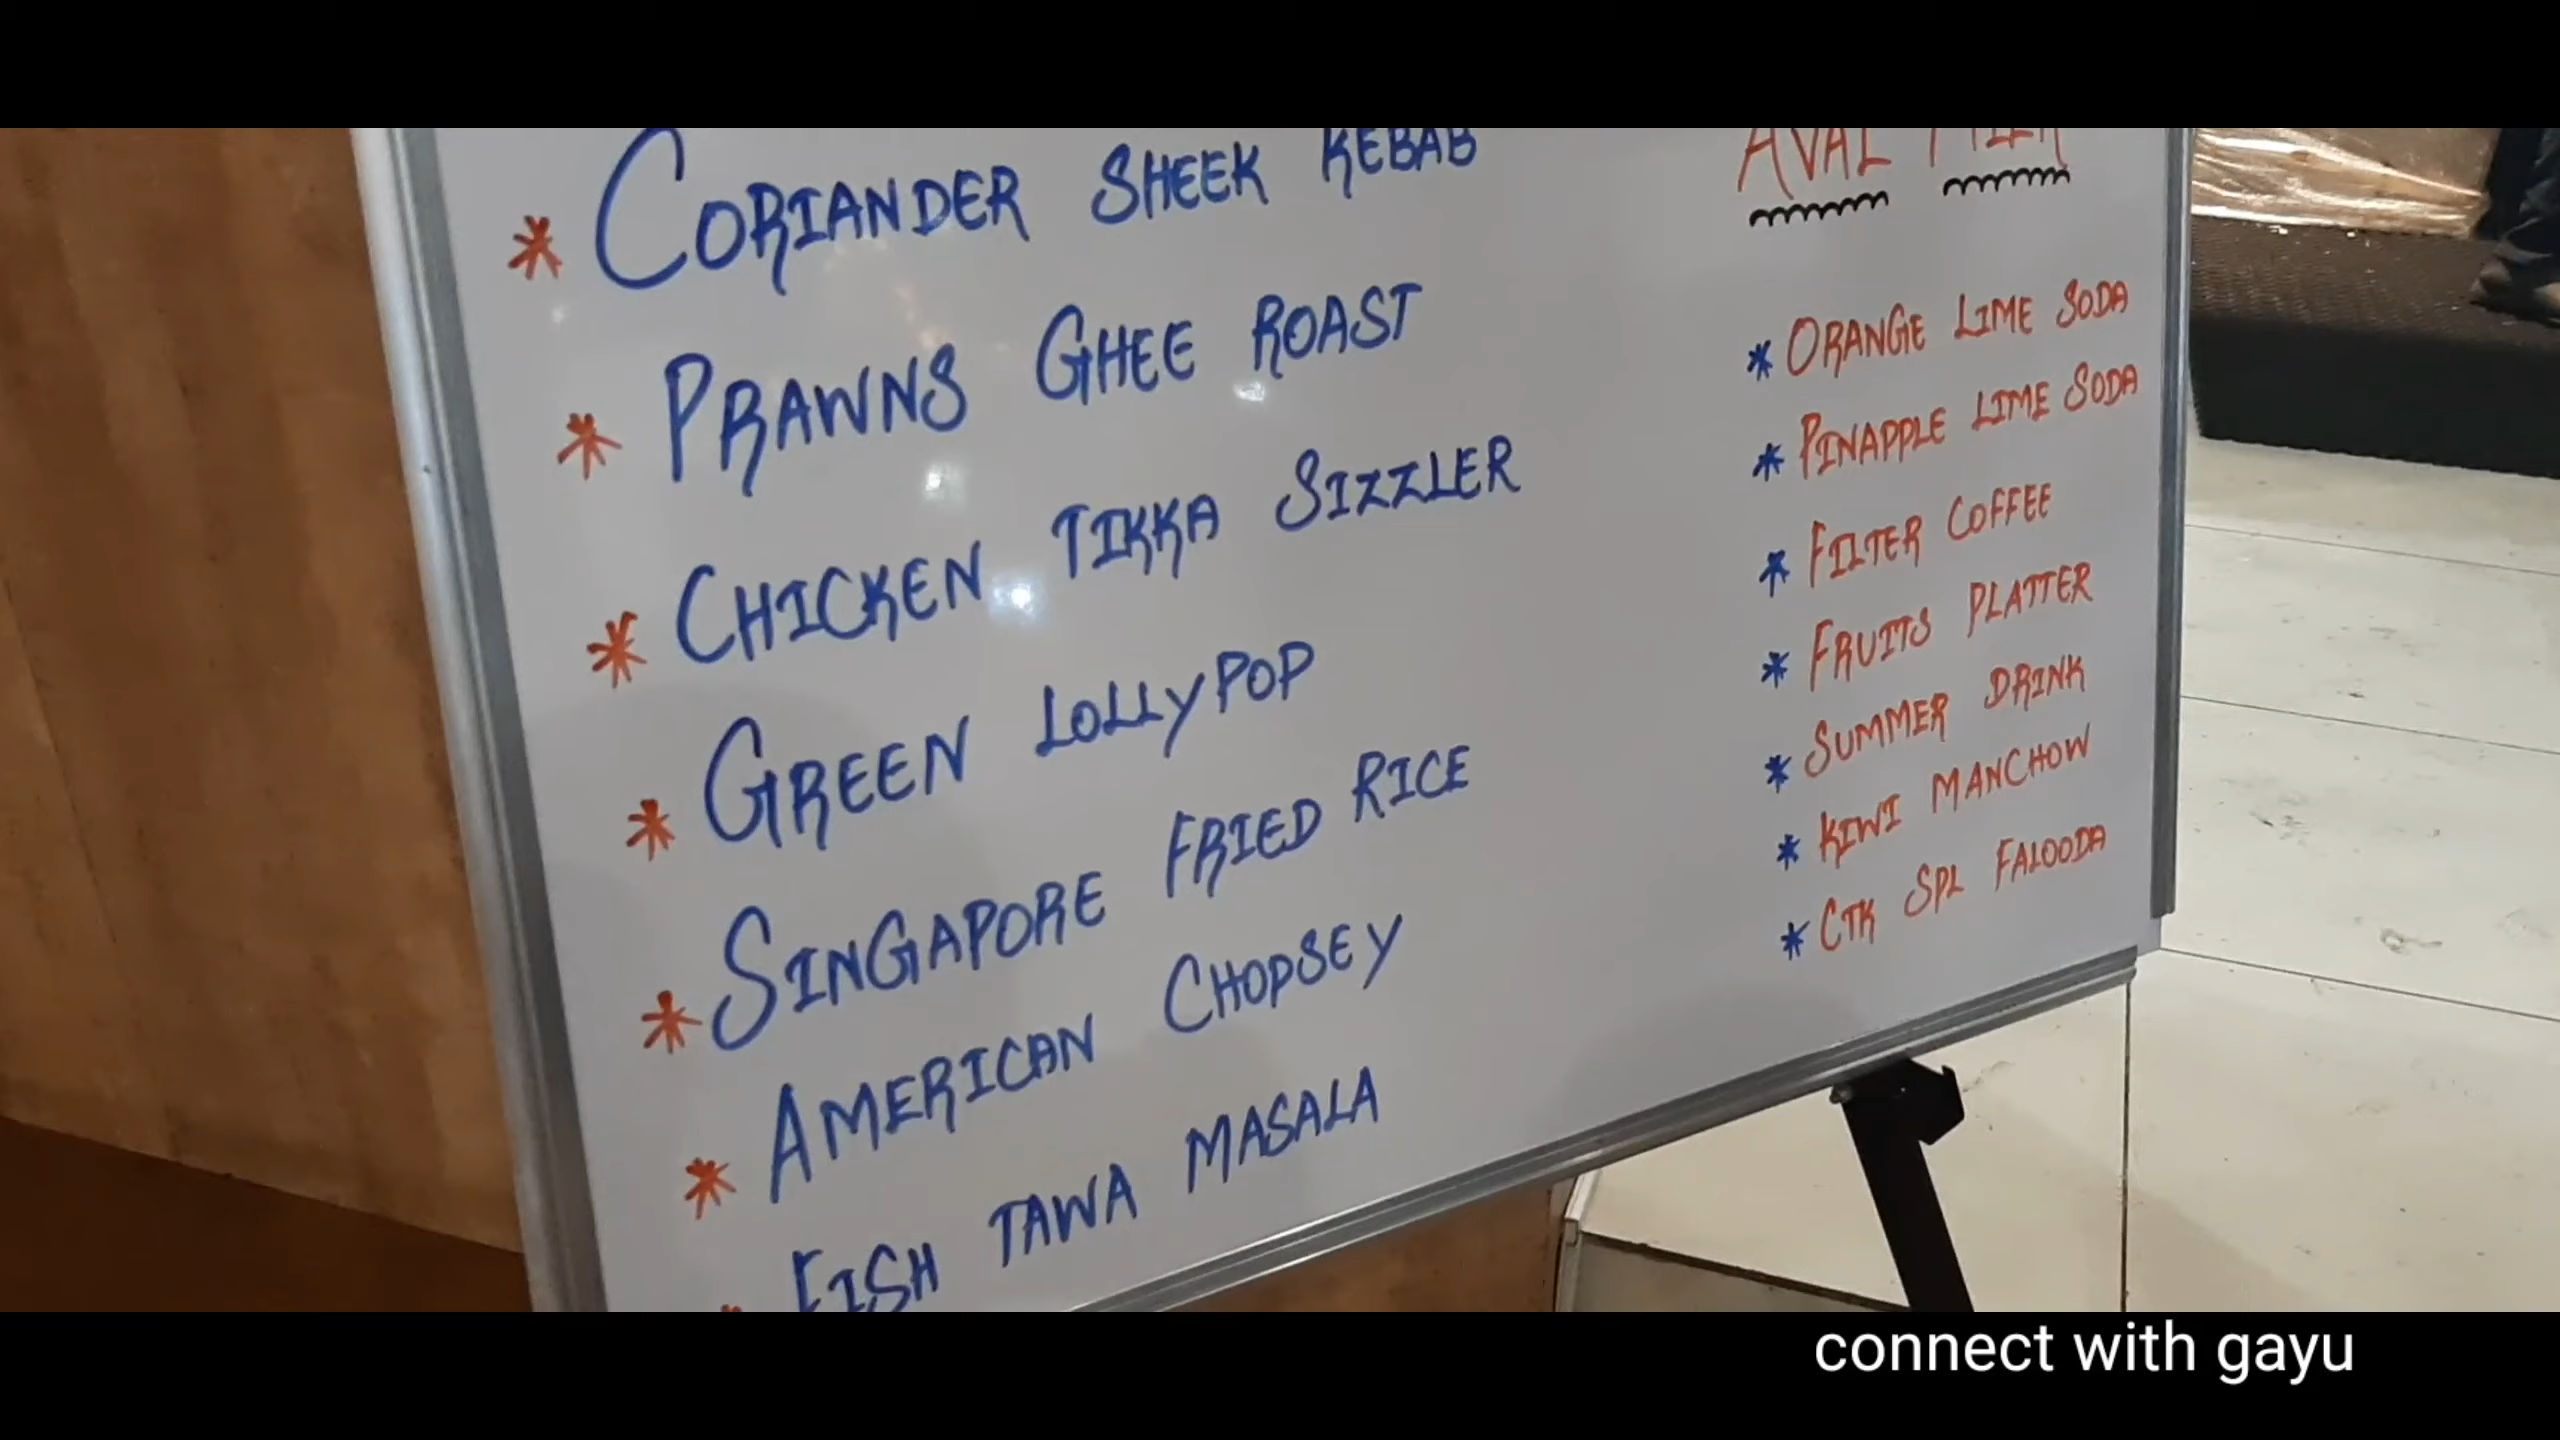 CORIANDER SHEEK KEBAB
PRAWNS GHEE ROAST
CHICKEN TIKKA SIZZLER
GREEN LOLLYPOP
SINGAPORE FRIED RICE
AMERICAN CHOPSEY
FISH TAWA MASALA
AVAL MILK
* ORANGE LIME SODA
* PINAPPLE LIME SODA
* FILTER COFFEE
* FRUITS PLATTER
* SUMMER DRINK
* KIWI MANCHOW
* CTK SPL FALOODA
connect with gayu